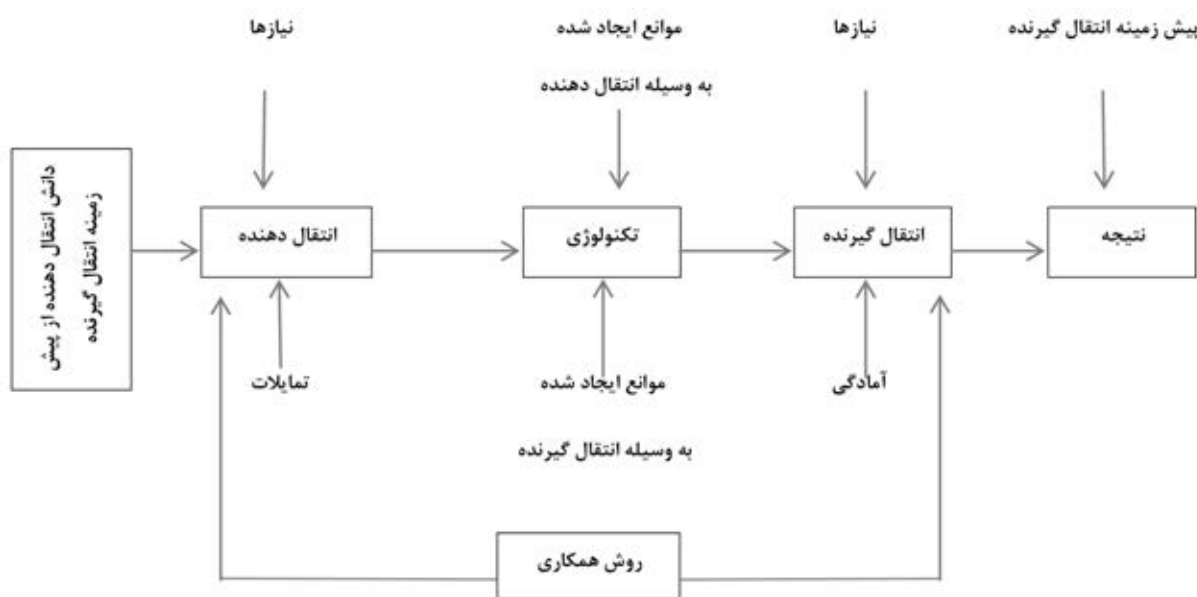 پیش زمینه انتقال گیرنده
نیازها
موانع ایجاد شده
به وسیله انتقال دهنده
نیازها
نتیجه
انتقال گیرنده
تکنولوژی
انتقال دهنده
دانش انتقال دهنده از پیش
زمینه انتقال گیرنده
آمادگی
موانع ایجاد شده
به وسیله انتقال گیرنده
تمایلات
روش همکاری